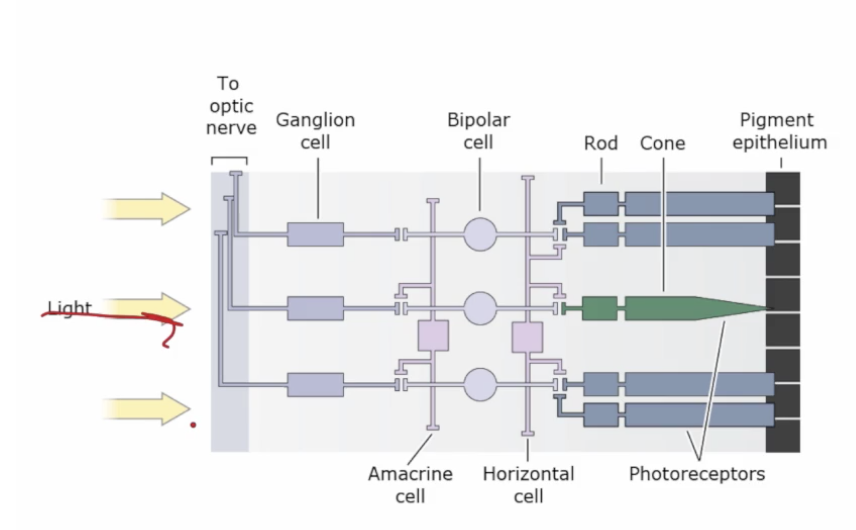 To
optic
nerve
Ganglion
cell
Bipolar
cell
Rod
Cone
Pigment
epithelium
Light
Amacrine
cell
Horizontal
cell
Photoreceptors